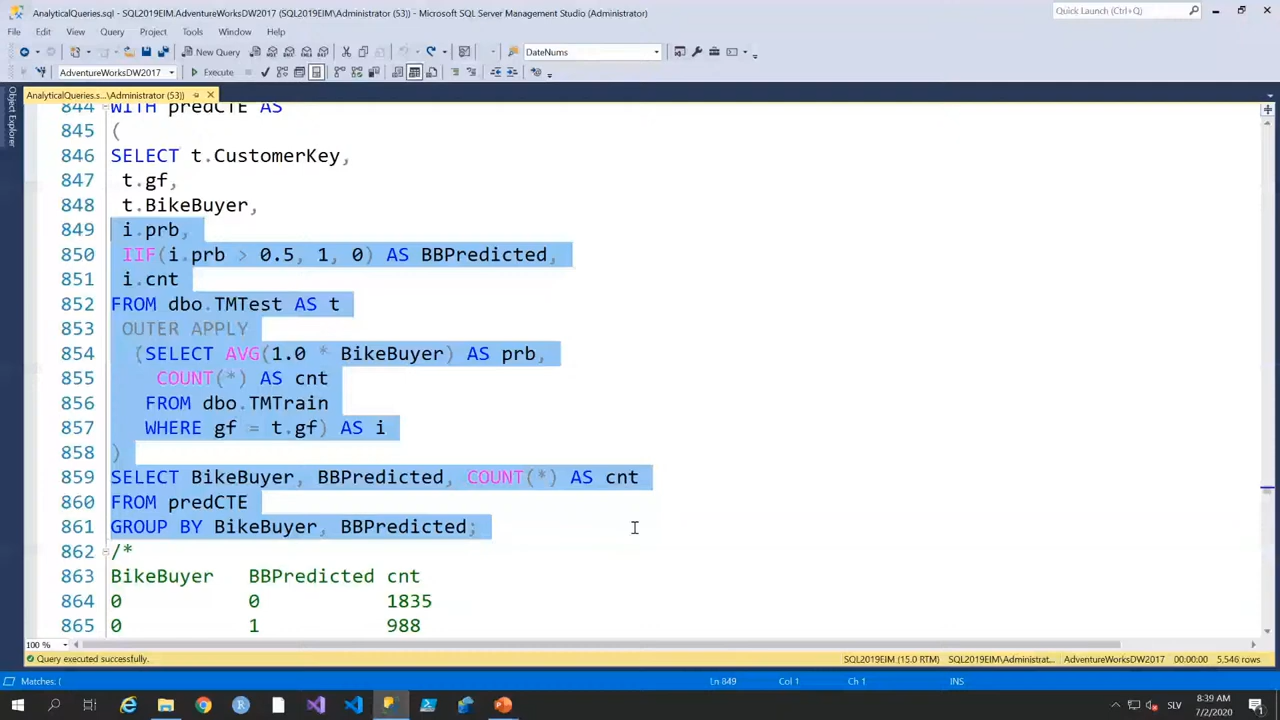 AnalyticalQueries.sql - SQL2019EIM.AdventureWorksDW2017 (SQL2019EIM\Administrator (53)) - Microsoft SQL Server Management Studio (Administrator)
Quick Launch (Ctrl+Q)
File Edit View Query Project Tools Window Help
New Query
DateNums
AdventureWorksDW2017
Execute
AnalyticalQueries.s...\Administrator (53))
Object Explorer
844 WITH predCTE AS
845 (
846 SELECT t.CustomerKey,
847 t.gf,
848 t.BikeBuyer,
849 i.prb,
850 IIF(i.prb > 0.5, 1, 0) AS BBPredicted,
851 i.cnt
852 FROM dbo.TMTest AS t
853 OUTER APPLY
854 (SELECT AVG(1.0 * BikeBuyer) AS prb,
855 COUNT(*) AS cnt
856 FROM dbo.TMTrain
857 WHERE gf = t.gf) AS i
858 )
859 SELECT BikeBuyer, BBPredicted, COUNT(*) AS cnt
860 FROM predCTE
861 GROUP BY BikeBuyer, BBPredicted;
862 /*
863 BikeBuyer BBPredicted cnt
864 0 0 1835
865 0 1 988
100 %
Query executed successfully. SQL2019EIM (15.0 RTM) SQL2019EIM\Administrat... AdventureWorksDW2017 00:00:00 5,546 rows
Matches: ( Ln 849 Col 1 Ch 1 INS
SLV
8:39 AM
7/2/2020
1